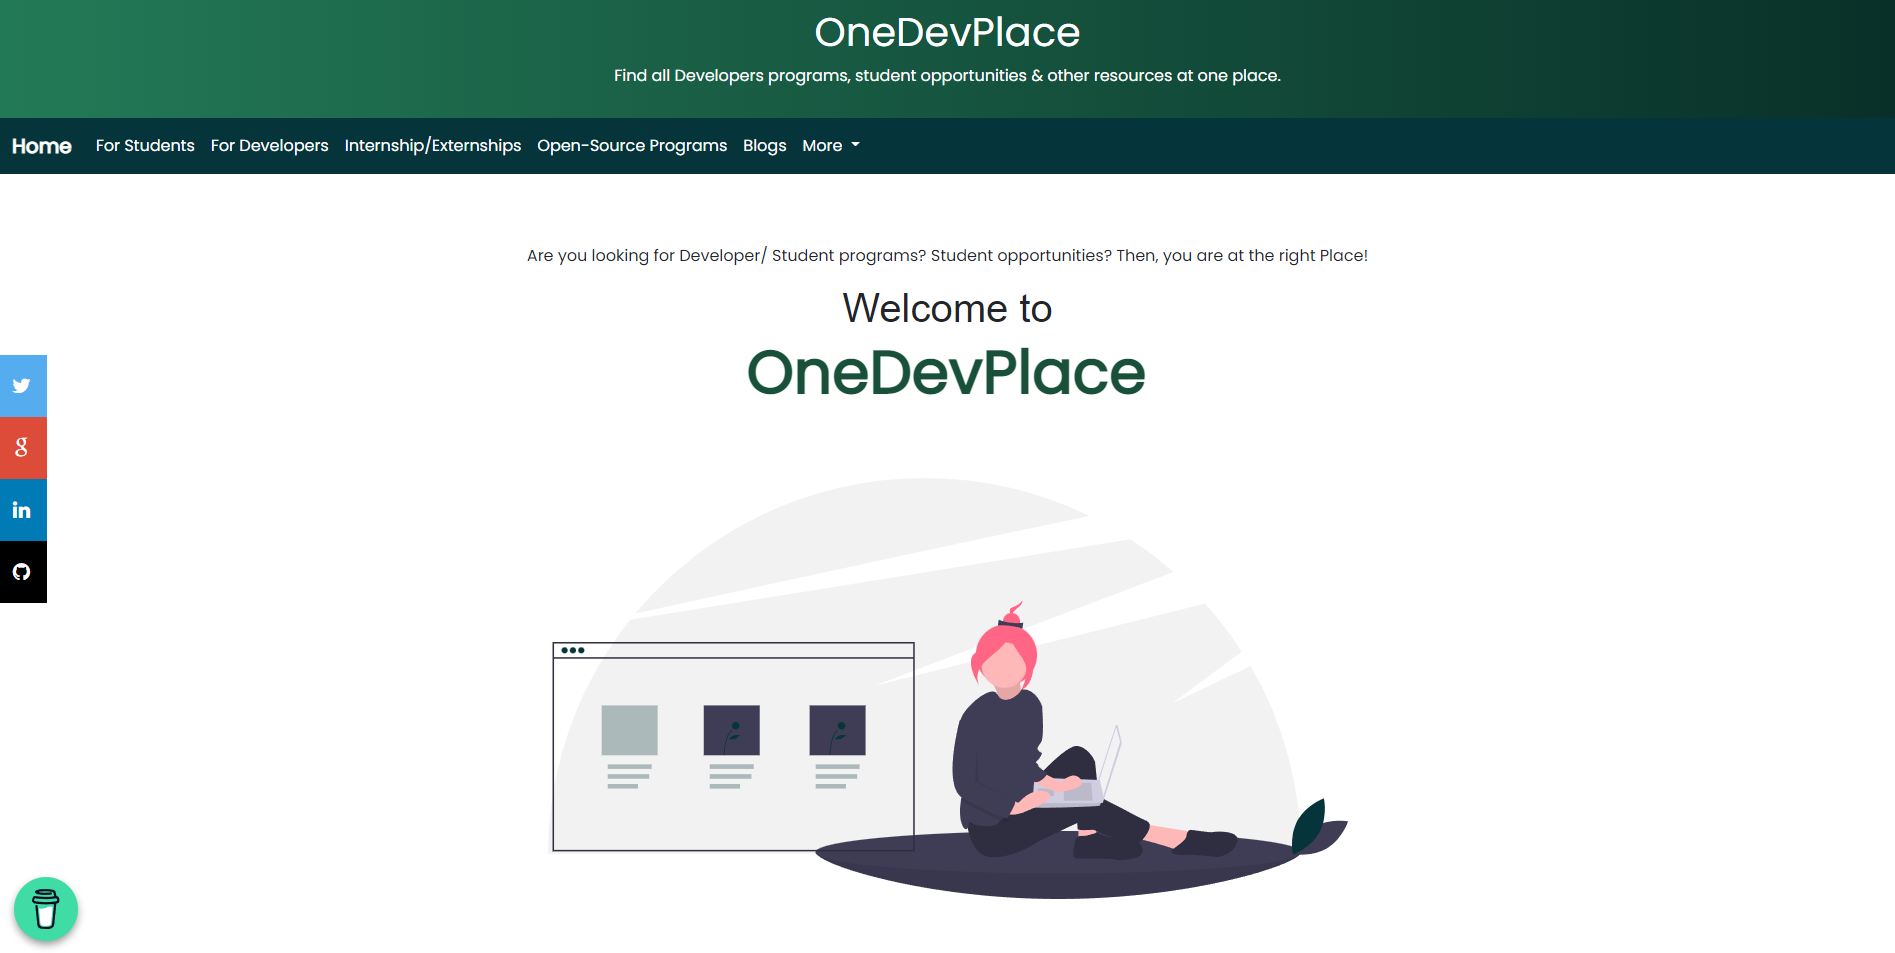 OneDevPlace
Find all Developers programs, student opportunities & other resources at one place.
Home For Students For Developers Internship/Externships Open-Source Programs Blogs More
Are you looking for Developer/ Student programs? Student opportunities? Then, you are at the right Place!
Welcome to
OneDevPlace